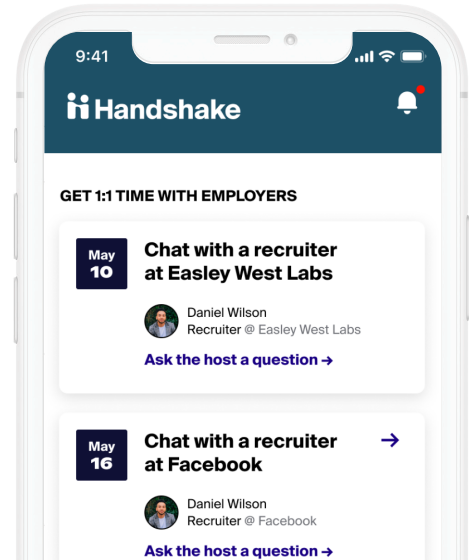 9:41
Handshake
GET 1:1 TIME WITH EMPLOYERS
May
10
Chat with a recruiter
at Easley West Labs
Daniel Wilson
Recruiter @ Easley West Labs
Ask the host a question →
May
16
Chat with a recruiter →
at Facebook
Daniel Wilson
Recruiter @ Facebook
Ask the host a question →